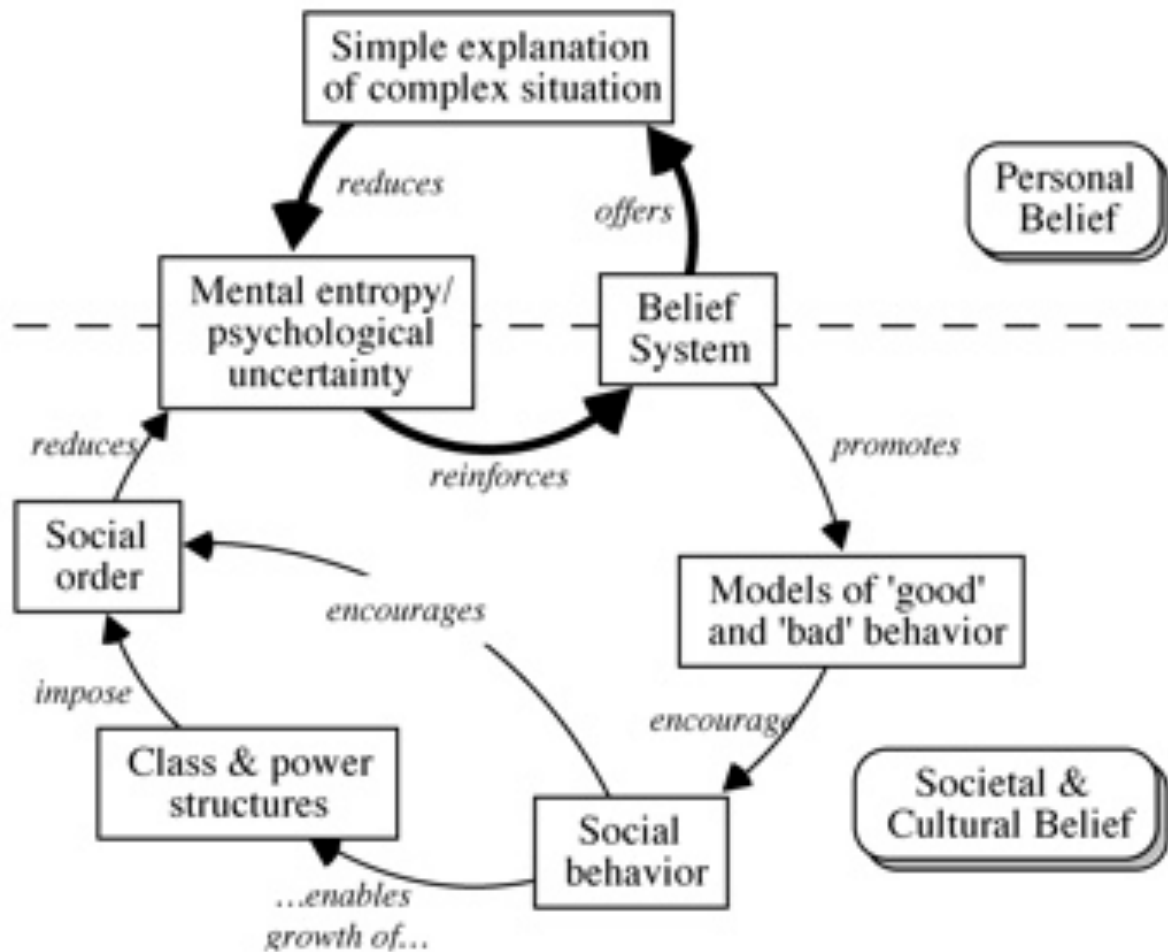 Simple explanation
of complex situation
reduces
offers
Personal
Belief
Mental entropy/
psychological
uncertainty
Belief
System
reduces
reinforces
promotes
Social
order
encourages
Models of 'good'
and 'bad' behavior
impose
encourage
Class & power
structures
Societal &
Cultural Belief
Social
behavior
...enables
growth of...